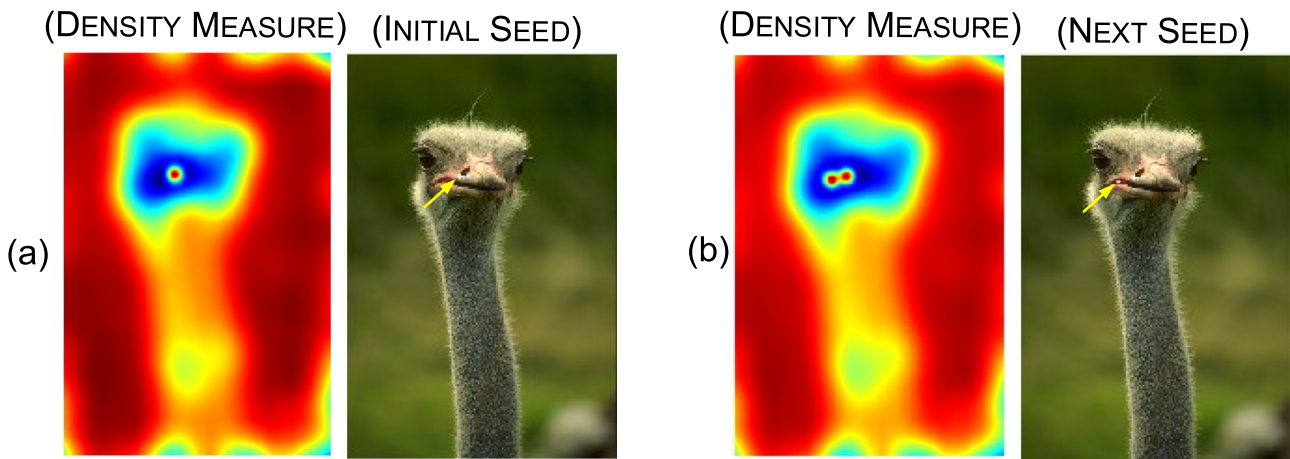 (DENSITY MEASURE) (INITIAL SEED)
(a)
(DENSITY MEASURE) (NEXT SEED)
(b)